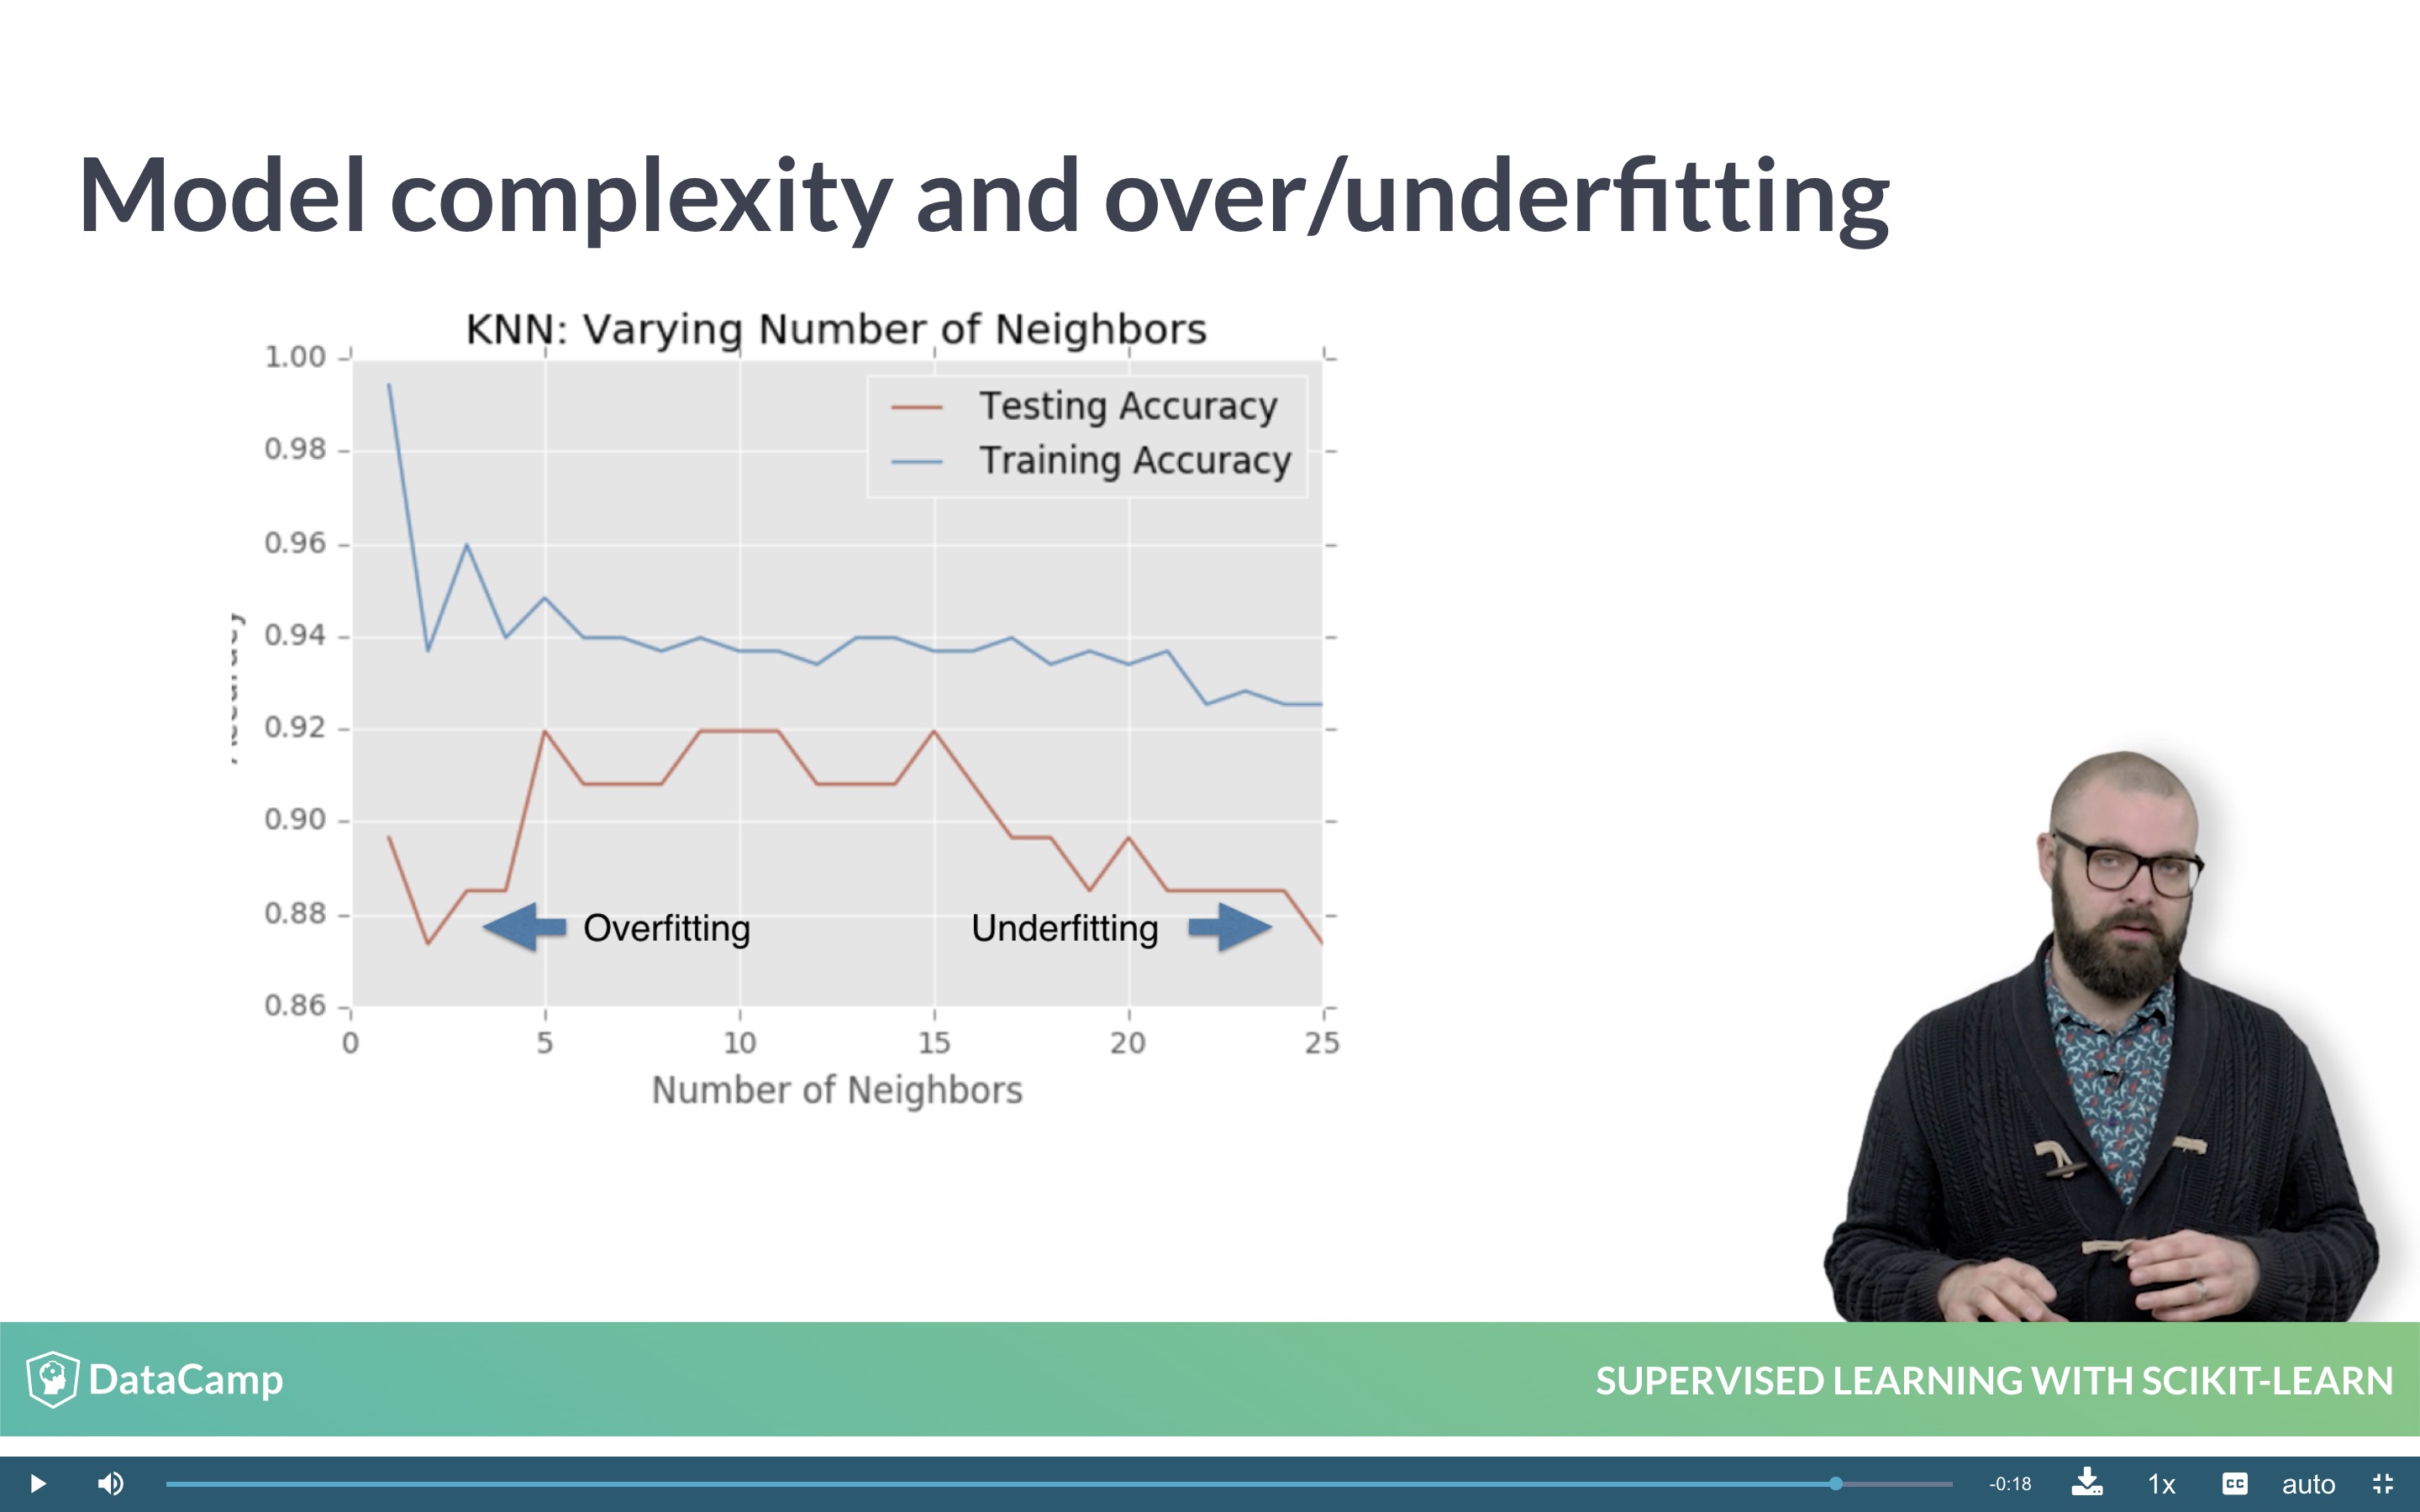 Model complexity and over/underfitting
KNN: Varying Number of Neighbors
1.00
0.98
0.96
0.94
0.92
0.90
0.88
0.86
Testing Accuracy
Training Accuracy
Overfitting
Underfitting
0 5 10 15 20 25
Number of Neighbors
DataCamp
SUPERVISED LEARNING WITH SCIKIT-LEARN
-0:18
1x
CC
auto